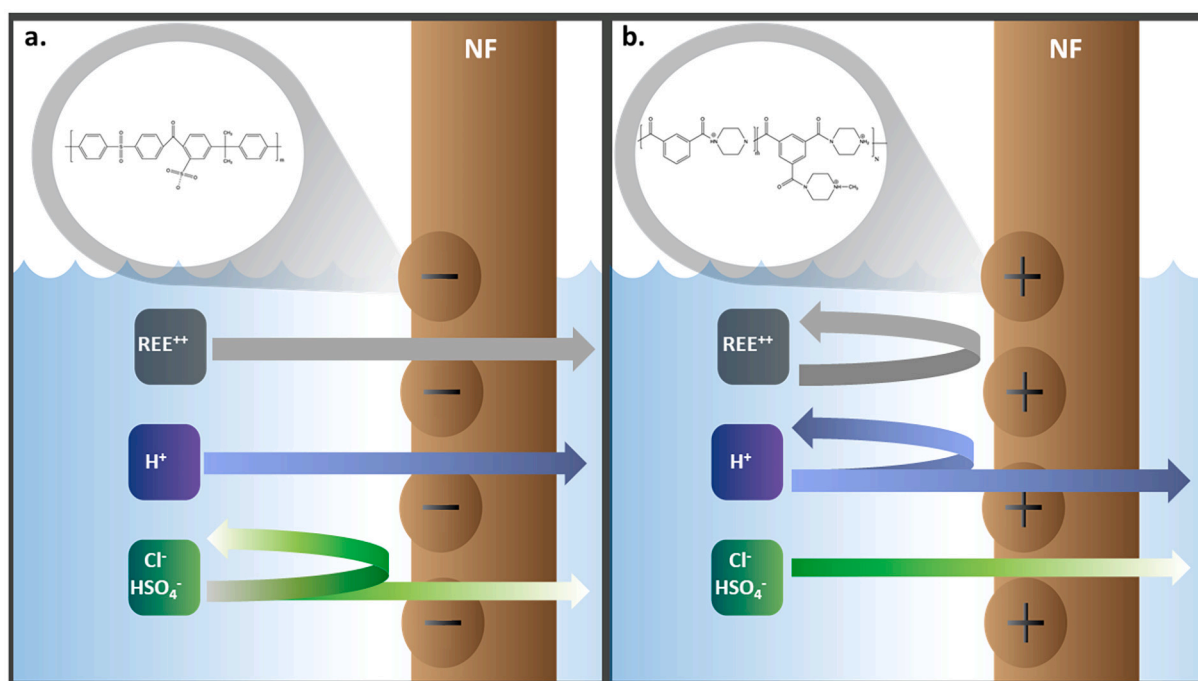 a.
NF
REE++
H+
Cl-
HSO4-
b.
NF
REE++
H+
Cl-
HSO4-